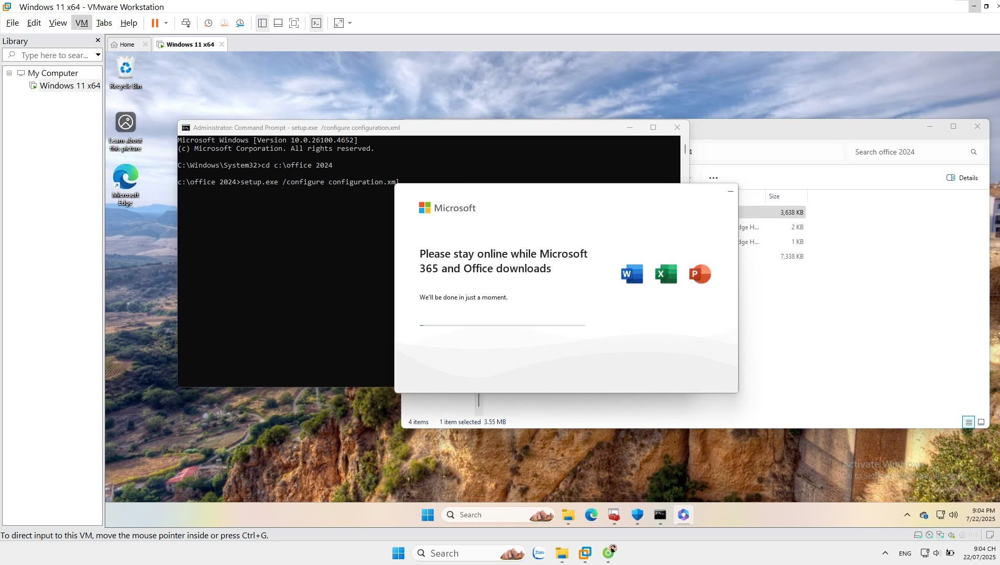 Windows 11 x64 - VMware Workstation
File Edit View VM Tabs Help
Library
Type here to sear...
My Computer
Windows 11 x64
Home
Windows 11 x64
Recycle Bin
Learn about
this picture
Microsoft
Edge
Administrator: Command Prompt - setup.exe /configure configuration.xml
Microsoft Windows [Version 10.0.26100.4652]
(c) Microsoft Corporation. All rights reserved.
C:\Windows\System32>cd c:\office 2024
c:\office 2024>setup.exe /configure configuration.xml
4
Search office 2024
Details
Size
3,638 KB
dge H... 2 KB
dge H... 1 KB
7,338 KB
Microsoft
Please stay online while Microsoft
365 and Office downloads
We'll be done in just a moment.
W X P
4 items 1 item selected 3.55 MB
Activate Windows
Go to Settings to activate Windows.
Search
9:04 PM
7/22/2025
To direct input to this VM, move the mouse pointer inside or press Ctrl+G.
Search
Zalo
ENG
9:04 CH
22/07/2025